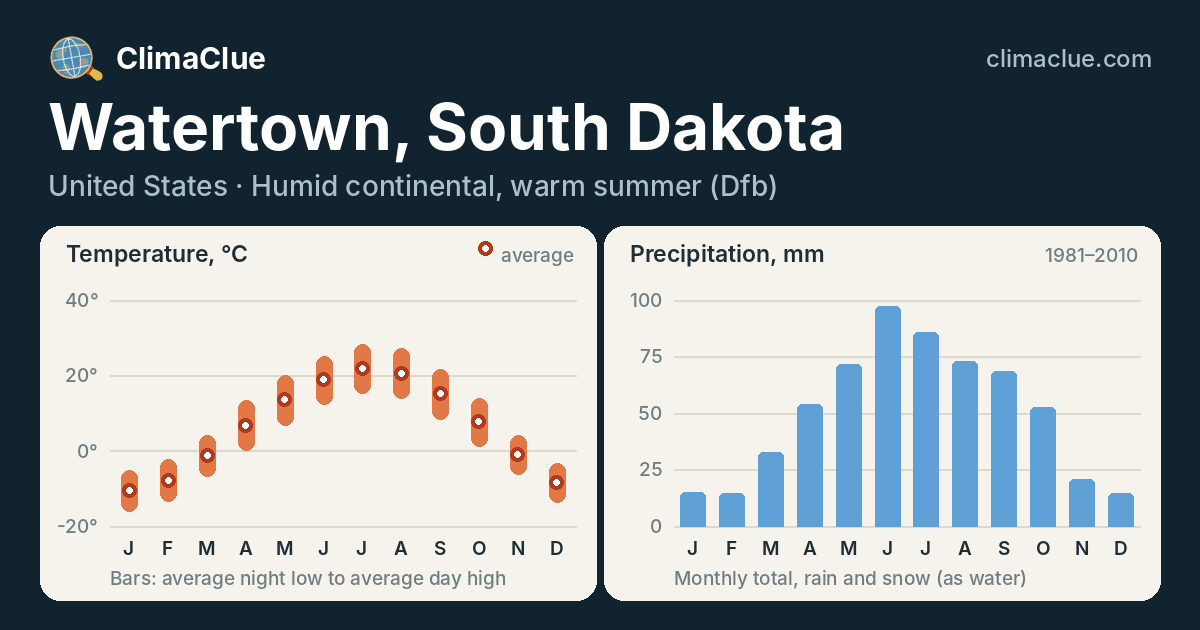 ClimaClue
climaclue.com
Watertown, South Dakota
United States · Humid continental, warm summer (Dfb)
Temperature, °C
average
40°
20°
0°
-20°
J F M A M J J A S O N D
Bars: average night low to average day high
Precipitation, mm
1981–2010
100
75
50
25
0
J F M A M J J A S O N D
Monthly total, rain and snow (as water)